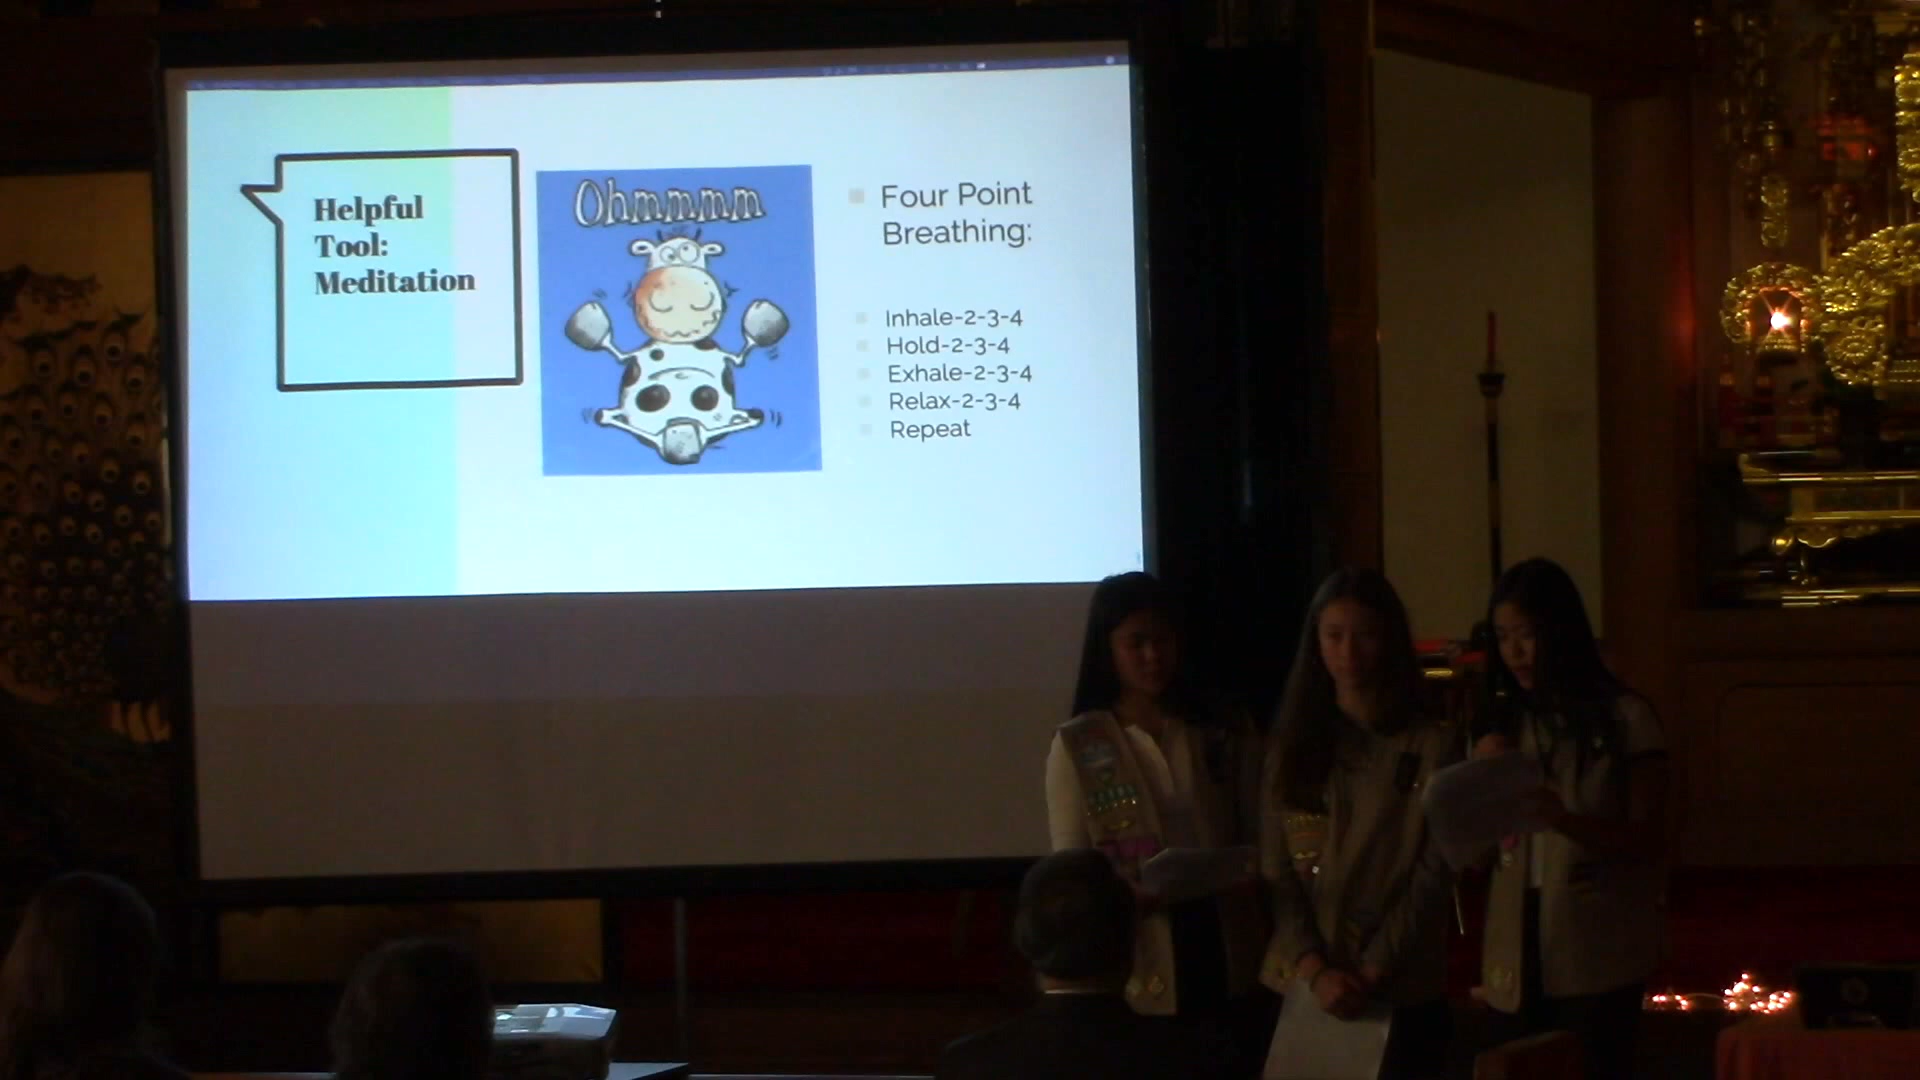 Helpful
Tool:
Meditation
Ohmmmm
Four Point
Breathing:
Inhale-2-3-4
Hold-2-3-4
Exhale-2-3-4
Relax-2-3-4
Repeat